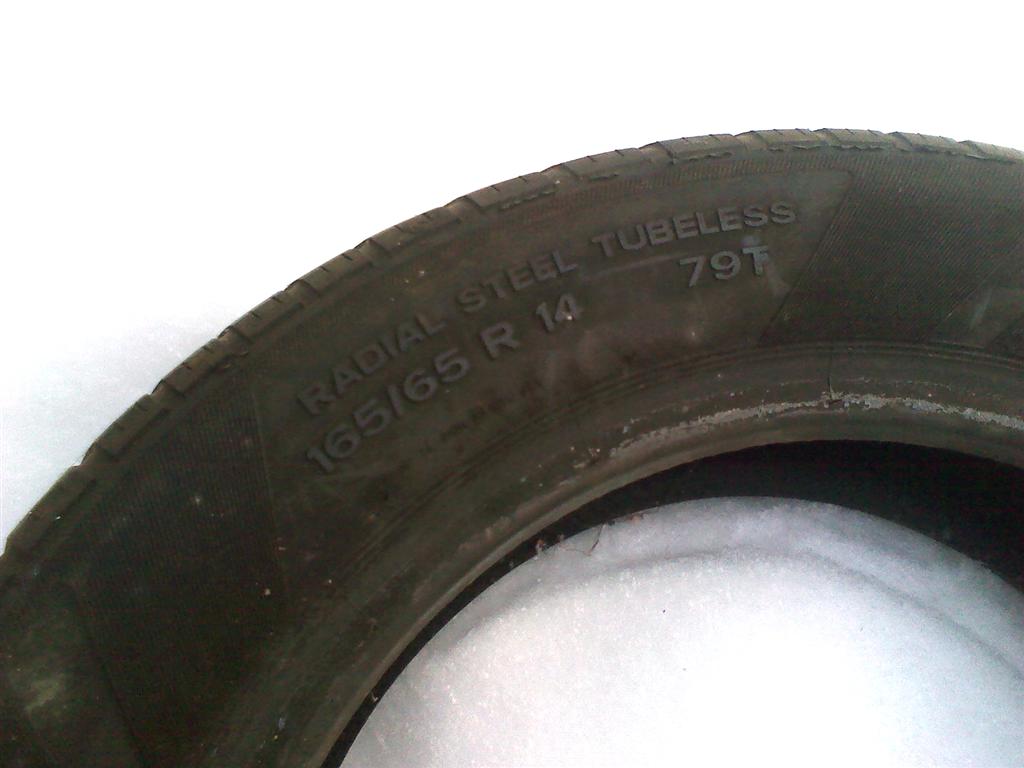 RADIAL STEEL TUBELESS
165/65 R 14 79T